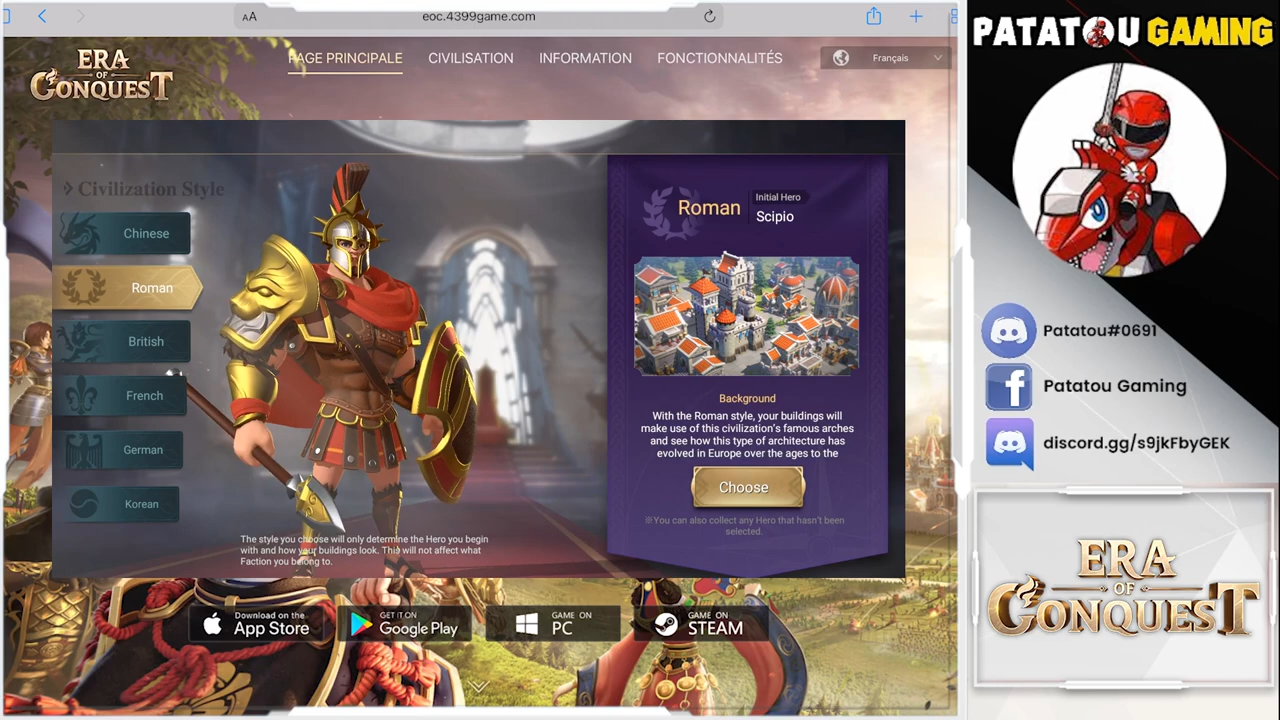 AA
eoc.4399game.com
ERA
OF
CONQUEST
PAGE PRINCIPALE
CIVILISATION
INFORMATION
FONCTIONNALITÉS
Français
Civilization Style
Chinese
Roman
British
French
German
Korean
The style you choose will only determine the Hero you begin
with and how your buildings look. This will not affect what
Faction you belong to.
Roman
Initial Hero
Scipio
Background
With the Roman style, your buildings will
make use of this civilization's famous arches
and see how this type of architecture has
evolved in Europe over the ages to the
Choose
※You can also collect any Hero that hasn't been
selected.
Download on the
App Store
GET IT ON
Google Play
GAME ON
PC
GAME ON
STEAM
PATATOU GAMING
Patatou#0691
Patatou Gaming
discord.gg/s9jkFbyGEK
ERA
OF
CONQUEST